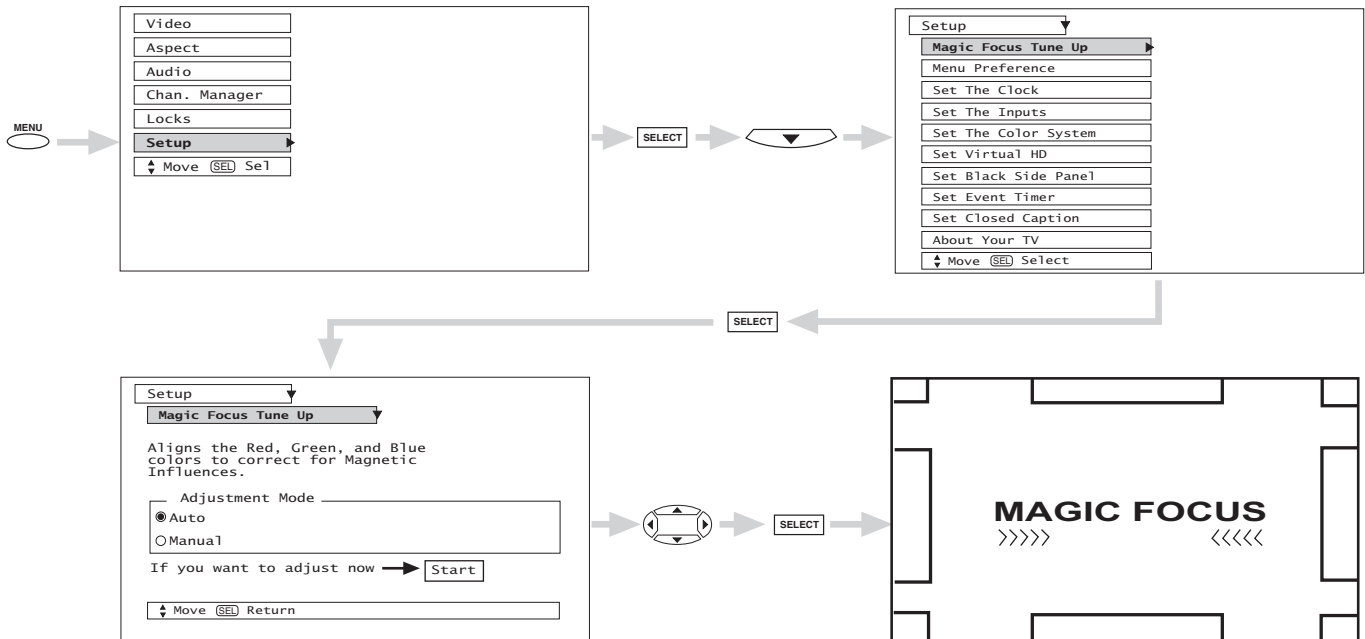 MENU
Video
Aspect
Audio
Chan. Manager
Locks
Setup
Move SEL Sel
SELECT
Setup
Magic Focus Tune Up
Menu Preference
Set The Clock
Set The Inputs
Set The Color System
Set Virtual HD
Set Black Side Panel
Set Event Timer
Set Closed Caption
About Your TV
Move SEL Select
SELECT
Setup
Magic Focus Tune Up
Aligns the Red, Green, and Blue
colors to correct for Magnetic
Influences.
Adjustment Mode
Auto
Manual
If you want to adjust now Start
Move SEL Return
SELECT
MAGIC FOCUS
>>>>> <<<<<